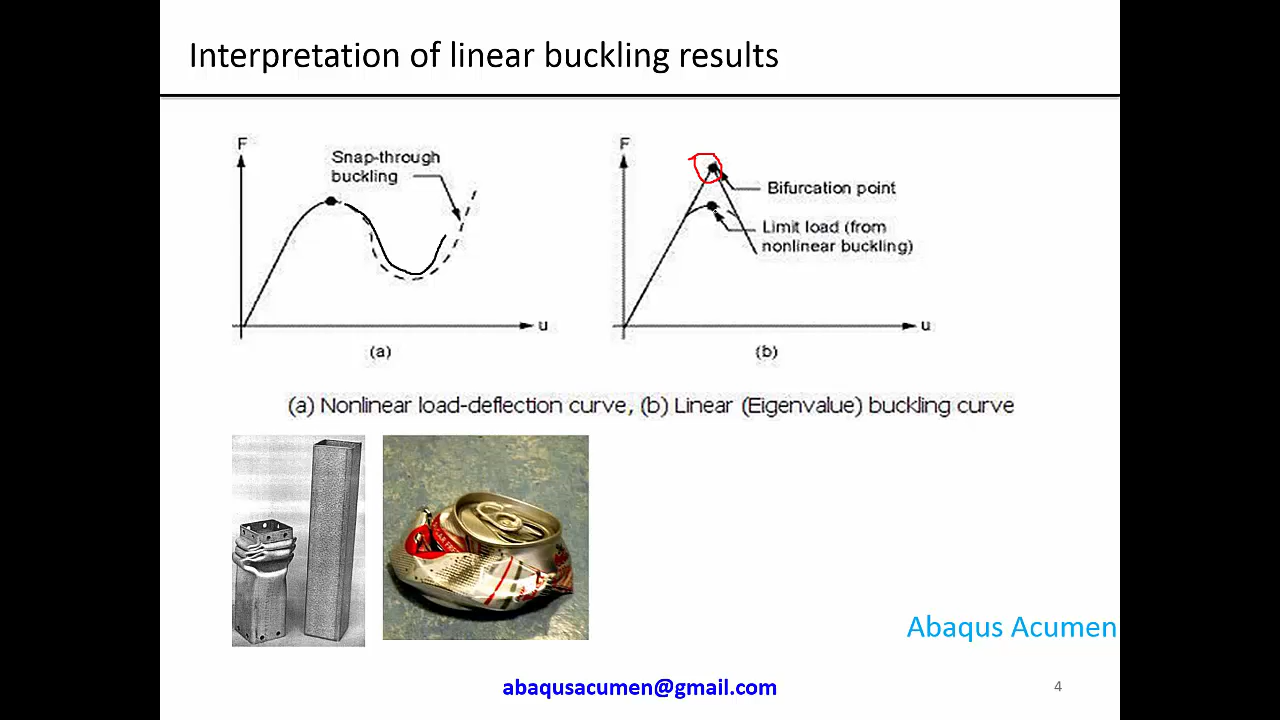 Interpretation of linear buckling results
F
Snap-through
buckling
u
(a)
F
Bifurcation point
Limit load (from
nonlinear buckling)
u
(b)
(a) Nonlinear load-deflection curve, (b) Linear (Eigenvalue) buckling curve
Abaqus Acumen
abaqusacumen@gmail.com
4